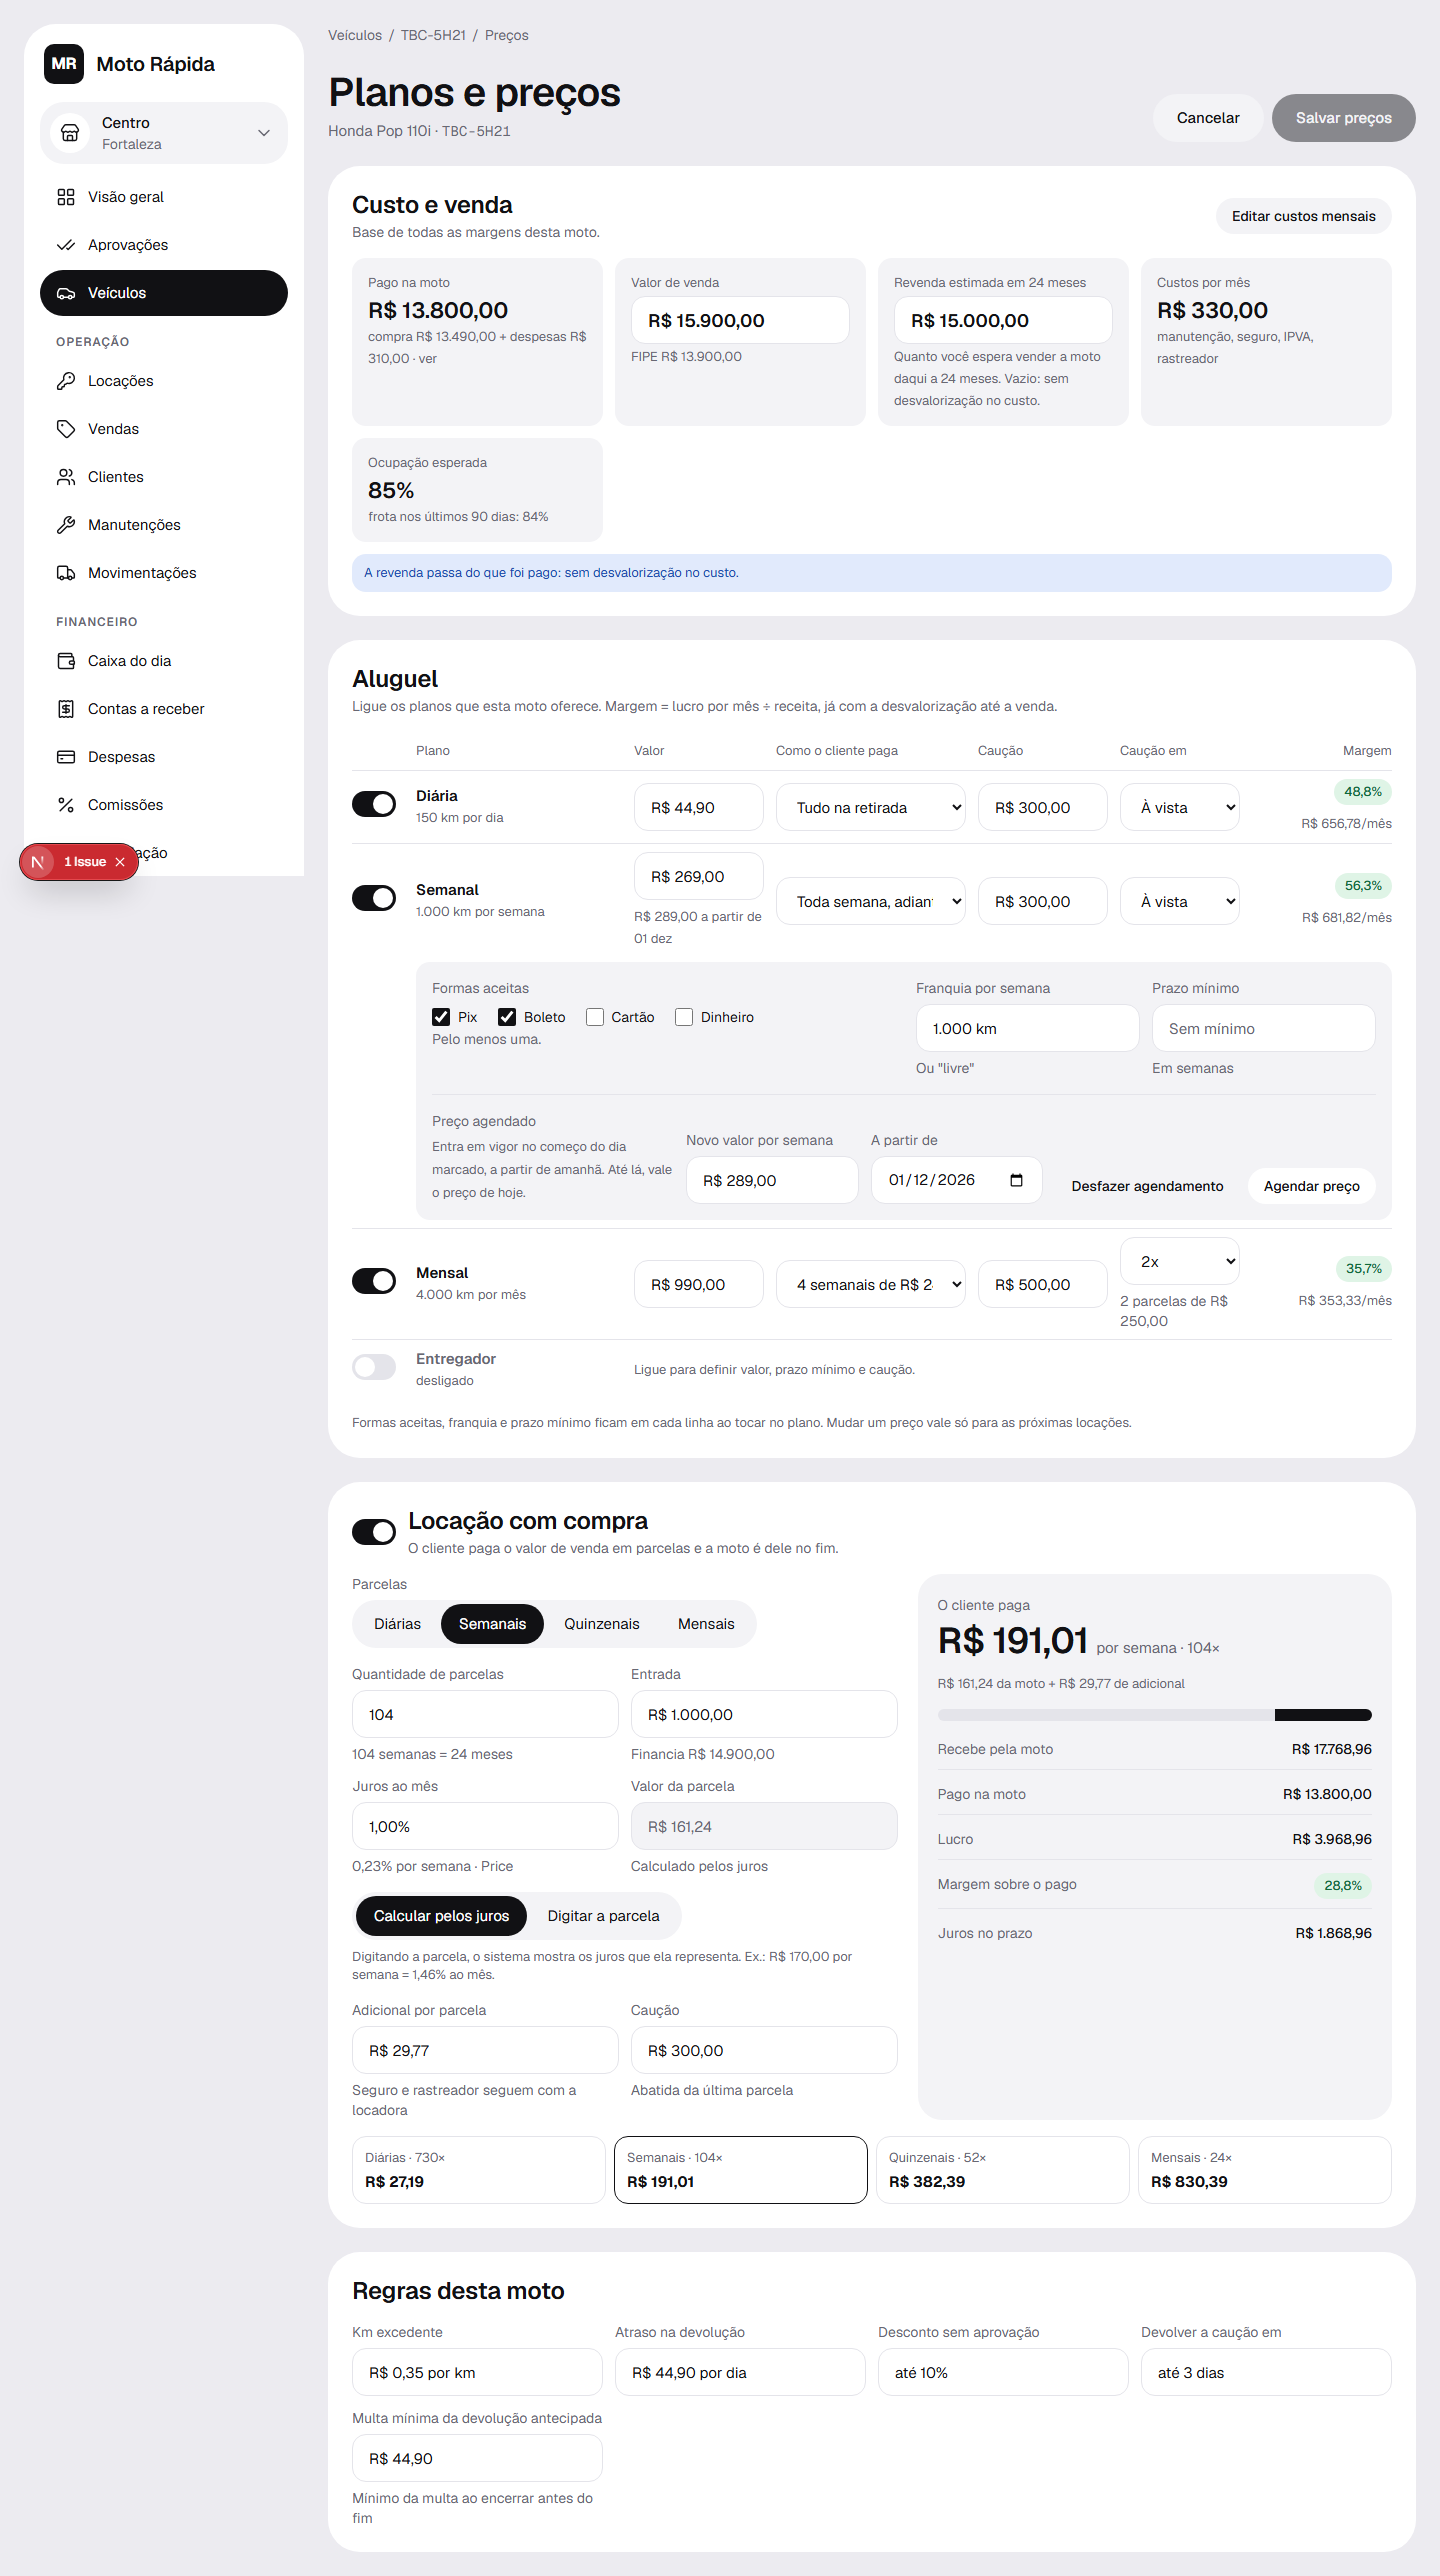 MR Moto Rápida
Centro
Fortaleza
Visão geral
Aprovações
Veículos
OPERAÇÃO
Locações
Vendas
Clientes
Manutenções
Movimentações
FINANCEIRO
Caixa do dia
Contas a receber
Despesas
Comissões
ação
1 Issue
Veículos / TBC-5H21 / Preços
Planos e preços
Honda Pop 110i · TBC-5H21
Cancelar
Salvar preços
Custo e venda
Base de todas as margens desta moto.
Editar custos mensais
Pago na moto
R$ 13.800,00
compra R$ 13.490,00 + despesas R$
310,00 · ver
Valor de venda
R$ 15.900,00
FIPE R$ 13.900,00
Revenda estimada em 24 meses
R$ 15.000,00
Quanto você espera vender a moto
daqui a 24 meses. Vazio: sem
desvalorização no custo.
Custos por mês
R$ 330,00
manutenção, seguro, IPVA,
rastreador
Ocupação esperada
85%
frota nos últimos 90 dias: 84%
A revenda passa do que foi pago: sem desvalorização no custo.
Aluguel
Ligue os planos que esta moto oferece. Margem = lucro por mês ÷ receita, já com a desvalorização até a venda.
Plano Valor Como o cliente paga Caução Caução em Margem
Diária
150 km por dia
R$ 44,90
Tudo na retirada
R$ 300,00
À vista
48,8%
R$ 656,78/mês
Semanal
1.000 km por semana
R$ 269,00
R$ 289,00 a partir de
01 dez
Toda semana, adian
R$ 300,00
À vista
56,3%
R$ 681,82/mês
Formas aceitas
Pix Boleto Cartão Dinheiro
Pelo menos uma.
Franquia por semana
1.000 km
Ou "livre"
Prazo mínimo
Sem mínimo
Em semanas
Preço agendado
Entra em vigor no começo do dia
marcado, a partir de amanhã. Até lá, vale
o preço de hoje.
Novo valor por semana
R$ 289,00
A partir de
01/12/2026
Desfazer agendamento
Agendar preço
Mensal
4.000 km por mês
R$ 990,00
4 semanais de R$ 2
R$ 500,00
2x
2 parcelas de R$
250,00
35,7%
R$ 353,33/mês
Entregador
desligado
Ligue para definir valor, prazo mínimo e caução.
Formas aceitas, franquia e prazo mínimo ficam em cada linha ao tocar no plano. Mudar um preço vale só para as próximas locações.
Locação com compra
O cliente paga o valor de venda em parcelas e a moto é dele no fim.
Parcelas
Diárias Semanais Quinzenais Mensais
Quantidade de parcelas
104
104 semanas = 24 meses
Entrada
R$ 1.000,00
Financia R$ 14.900,00
Juros ao mês
1,00%
0,23% por semana · Price
Valor da parcela
R$ 161,24
Calculado pelos juros
Calcular pelos juros Digitar a parcela
Digitando a parcela, o sistema mostra os juros que ela representa. Ex.: R$ 170,00 por
semana = 1,46% ao mês.
Adicional por parcela
R$ 29,77
Seguro e rastreador seguem com a
locadora
Caução
R$ 300,00
Abatida da última parcela
O cliente paga
R$ 191,01 por semana · 104×
R$ 161,24 da moto + R$ 29,77 de adicional
Recebe pela moto R$ 17.768,96
Pago na moto R$ 13.800,00
Lucro R$ 3.968,96
Margem sobre o pago 28,8%
Juros no prazo R$ 1.868,96
Diárias · 730×
R$ 27,19
Semanais · 104×
R$ 191,01
Quinzenais · 52×
R$ 382,39
Mensais · 24×
R$ 830,39
Regras desta moto
Km excedente
R$ 0,35 por km
Atraso na devolução
R$ 44,90 por dia
Desconto sem aprovação
até 10%
Devolver a caução em
até 3 dias
Multa mínima da devolução antecipada
R$ 44,90
Mínimo da multa ao encerrar antes do
fim